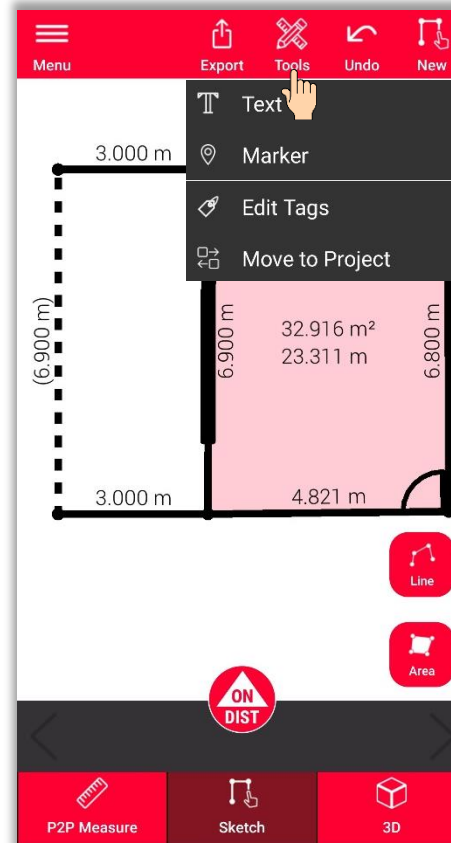 Menu
Export
Tools
Undo
New
Text
Marker
Edit Tags
Move to Project
3.000 m
(6.900 m)
6.900 m
32.916 m²
23.311 m
6.800 m
3.000 m
4.821 m
Line
Area
ON
DIST
P2P Measure
Sketch
3D